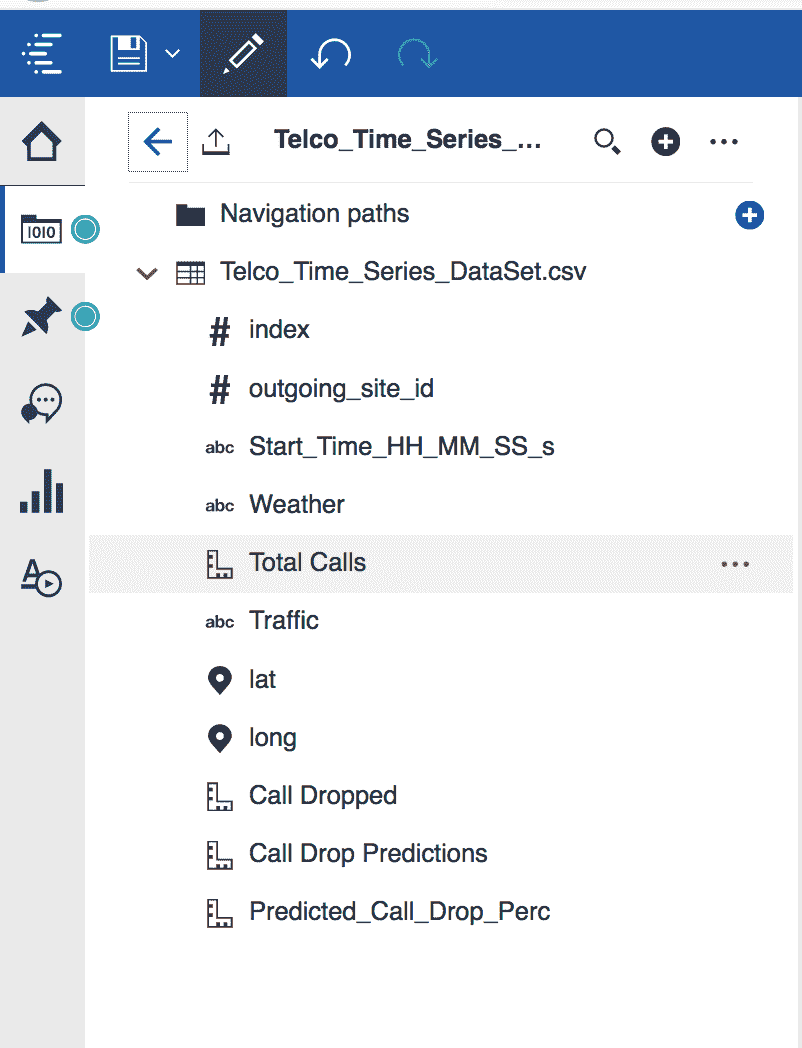 Telco_Time_Series_...
Navigation paths
1010
Telco_Time_Series_DataSet.csv
# index
# outgoing_site_id
abc Start_Time_HH_MM_SS_s
abc Weather
Total Calls
abc Traffic
lat
long
Call Dropped
Call Drop Predictions
Predicted_Call_Drop_Perc